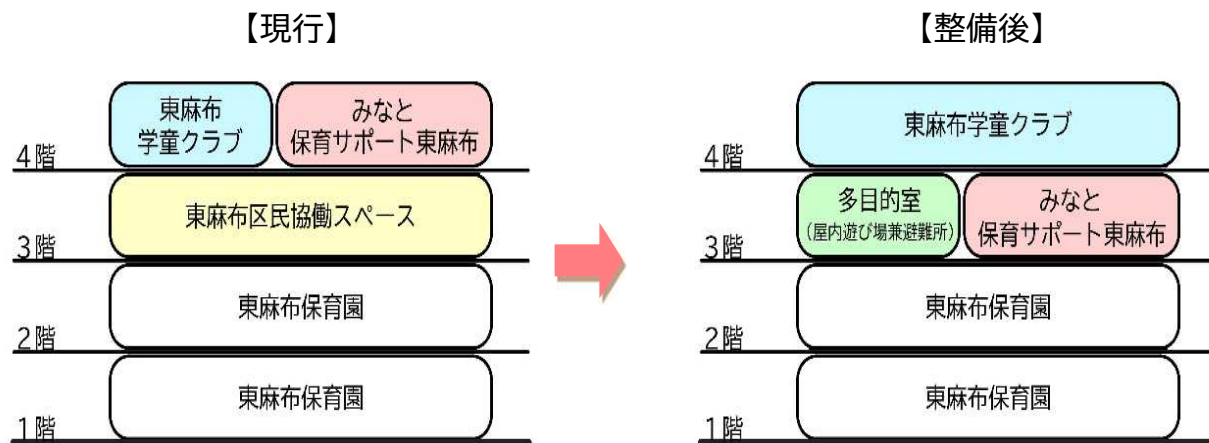 【現行】
東麻布
学童クラブ
みなと
保育サポート東麻布
4階
東麻布区民協働スペース
3階
東麻布保育園
2階
東麻布保育園
1階
【整備後】
東麻布学童クラブ
4階
多目的室
(屋内遊び場兼避難所)
みなと
保育サポート東麻布
3階
東麻布保育園
2階
東麻布保育園
1階